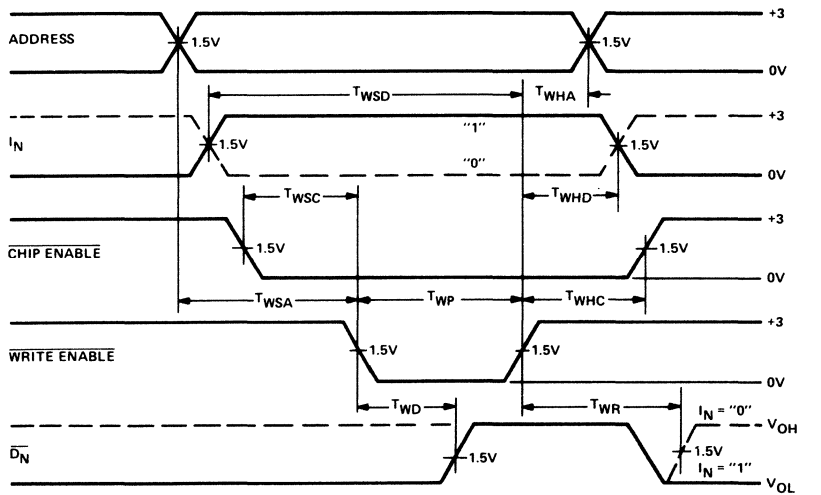 +3
ADDRESS
1.5V
1.5V
0V
TWSD
TWHA
+3
"1"
IN
1.5V
1.5V
"0"
0V
TWSC
TWHD
+3
CHIP ENABLE
1.5V
1.5V
0V
TWSA
TWP
TWHC
+3
WRITE ENABLE
1.5V
1.5V
0V
TWD
TWR
IN = "0"
VOH
DN
1.5V
1.5V
IN = "1"
VOL